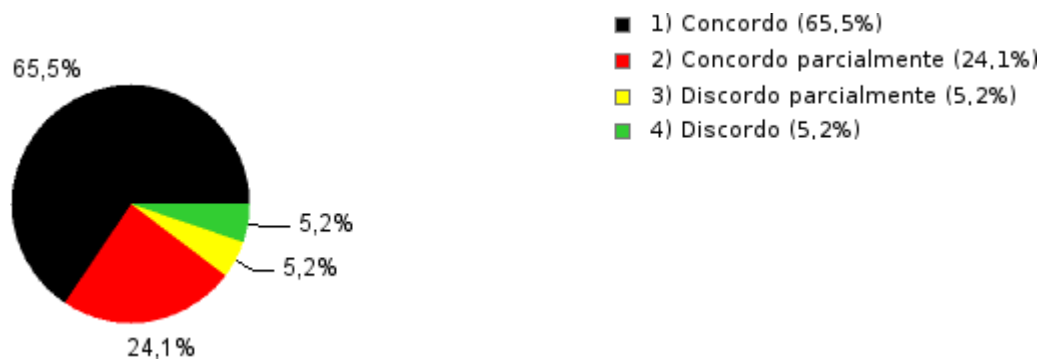 1) Concordo (65,5%)
2) Concordo parcialmente (24,1%)
3) Discordo parcialmente (5,2%)
4) Discordo (5,2%)
65,5%
5,2%
5,2%
24,1%